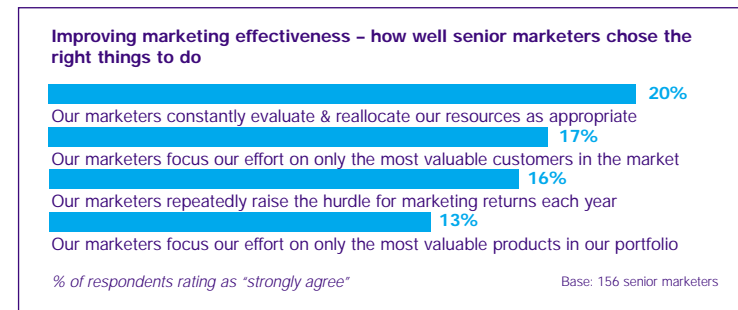 Improving marketing effectiveness – how well senior marketers chose the
right things to do
20%
Our marketers constantly evaluate & reallocate our resources as appropriate
17%
Our marketers focus our effort on only the most valuable customers in the market
16%
Our marketers repeatedly raise the hurdle for marketing returns each year
13%
Our marketers focus our effort on only the most valuable products in our portfolio
% of respondents rating as “strongly agree” Base: 156 senior marketers